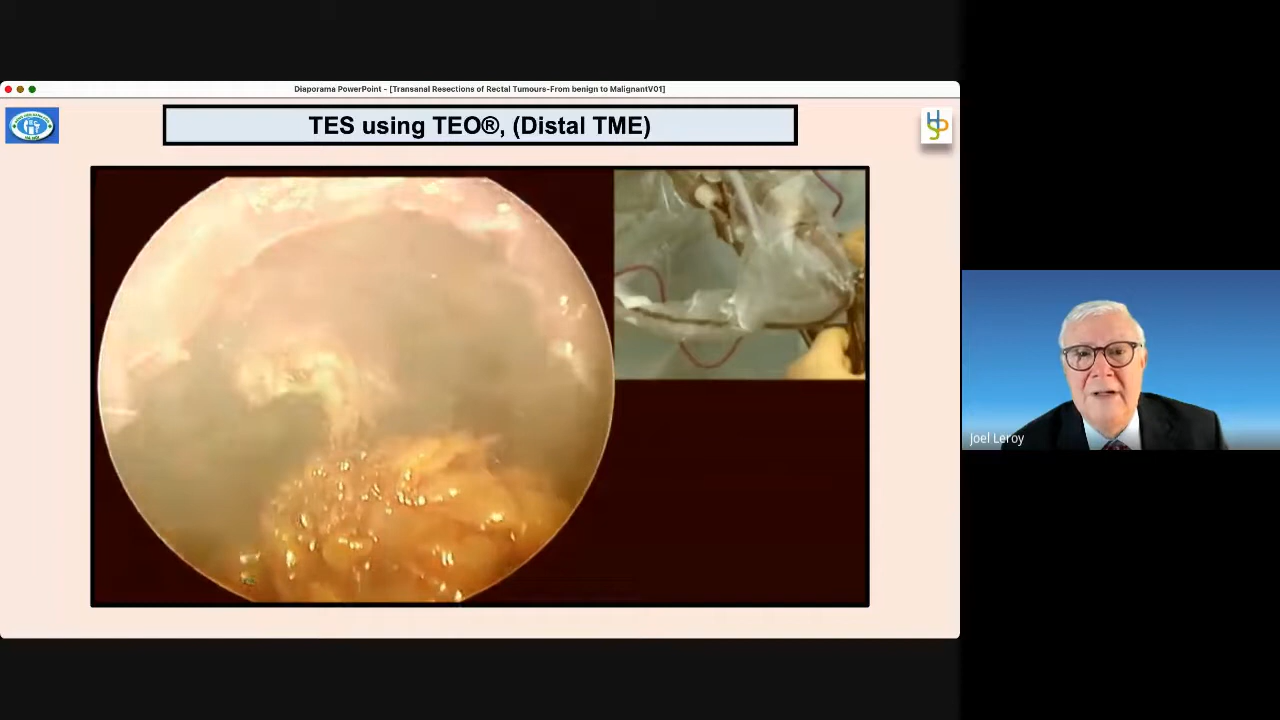 Diaporama PowerPoint - [Transanal Resections of Rectal Tumours-From benign to MalignantV01]
TES using TEO®, (Distal TME)
Joel Leroy